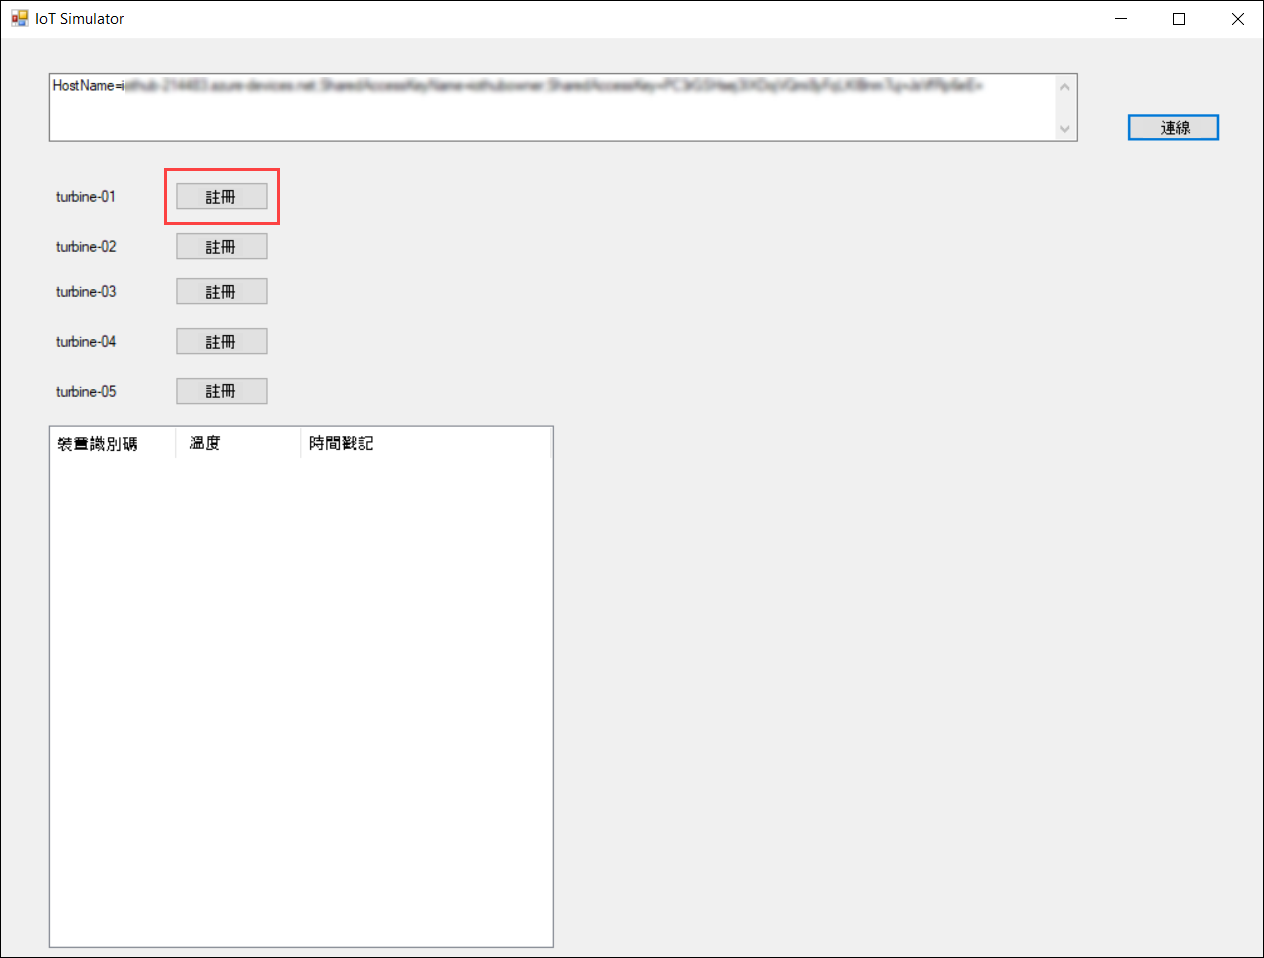 IoT Simulator
HostName=i
連線
turbine-01 註冊
turbine-02 註冊
turbine-03 註冊
turbine-04 註冊
turbine-05 註冊
裝置識別碼 溫度 時間戳記